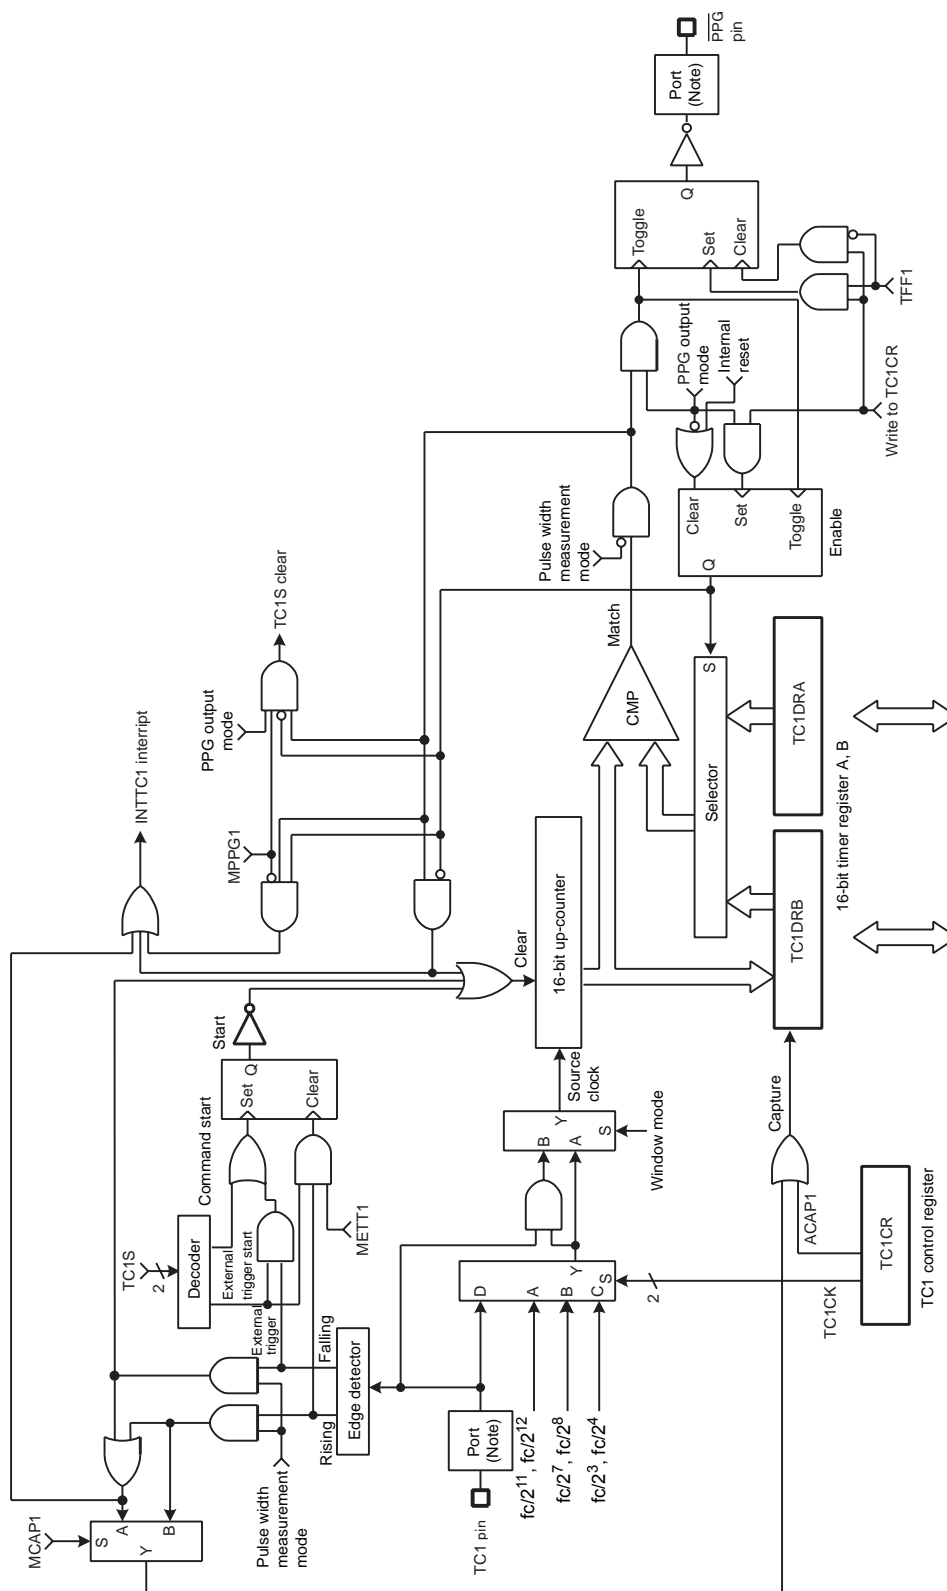 MCAP1
S
A
B
Y
Pulse width
measurement
mode
Rising
Falling
Edge detector
External
trigger
TC1S
2
Decoder
External
trigger start
METT1
Command start
Set
Clear
Q
Start
INTTC1 interript
MPPG1
PPG output
mode
TC1S clear
TC1 pin
Port
(Note)
fc/2^11, fc/2^12
fc/2^7, fc/2^8
fc/2^3, fc/2^4
D
A
B
C
S
Y
2
TC1CK
B
A
Y
S
Window mode
Source
clock
16-bit up-counter
Clear
CMP
Match
Pulse width
measurement
mode
Selector
S
TC1DRB
TC1DRA
16-bit timer register A, B
Capture
ACAP1
TC1CR
TC1 control register
Q
Clear
Set
Toggle
Enable
PPG output
mode
Internal
reset
Write to TC1CR
TFF1
Toggle
Set
Clear
Q
Port
(Note)
PPG
pin